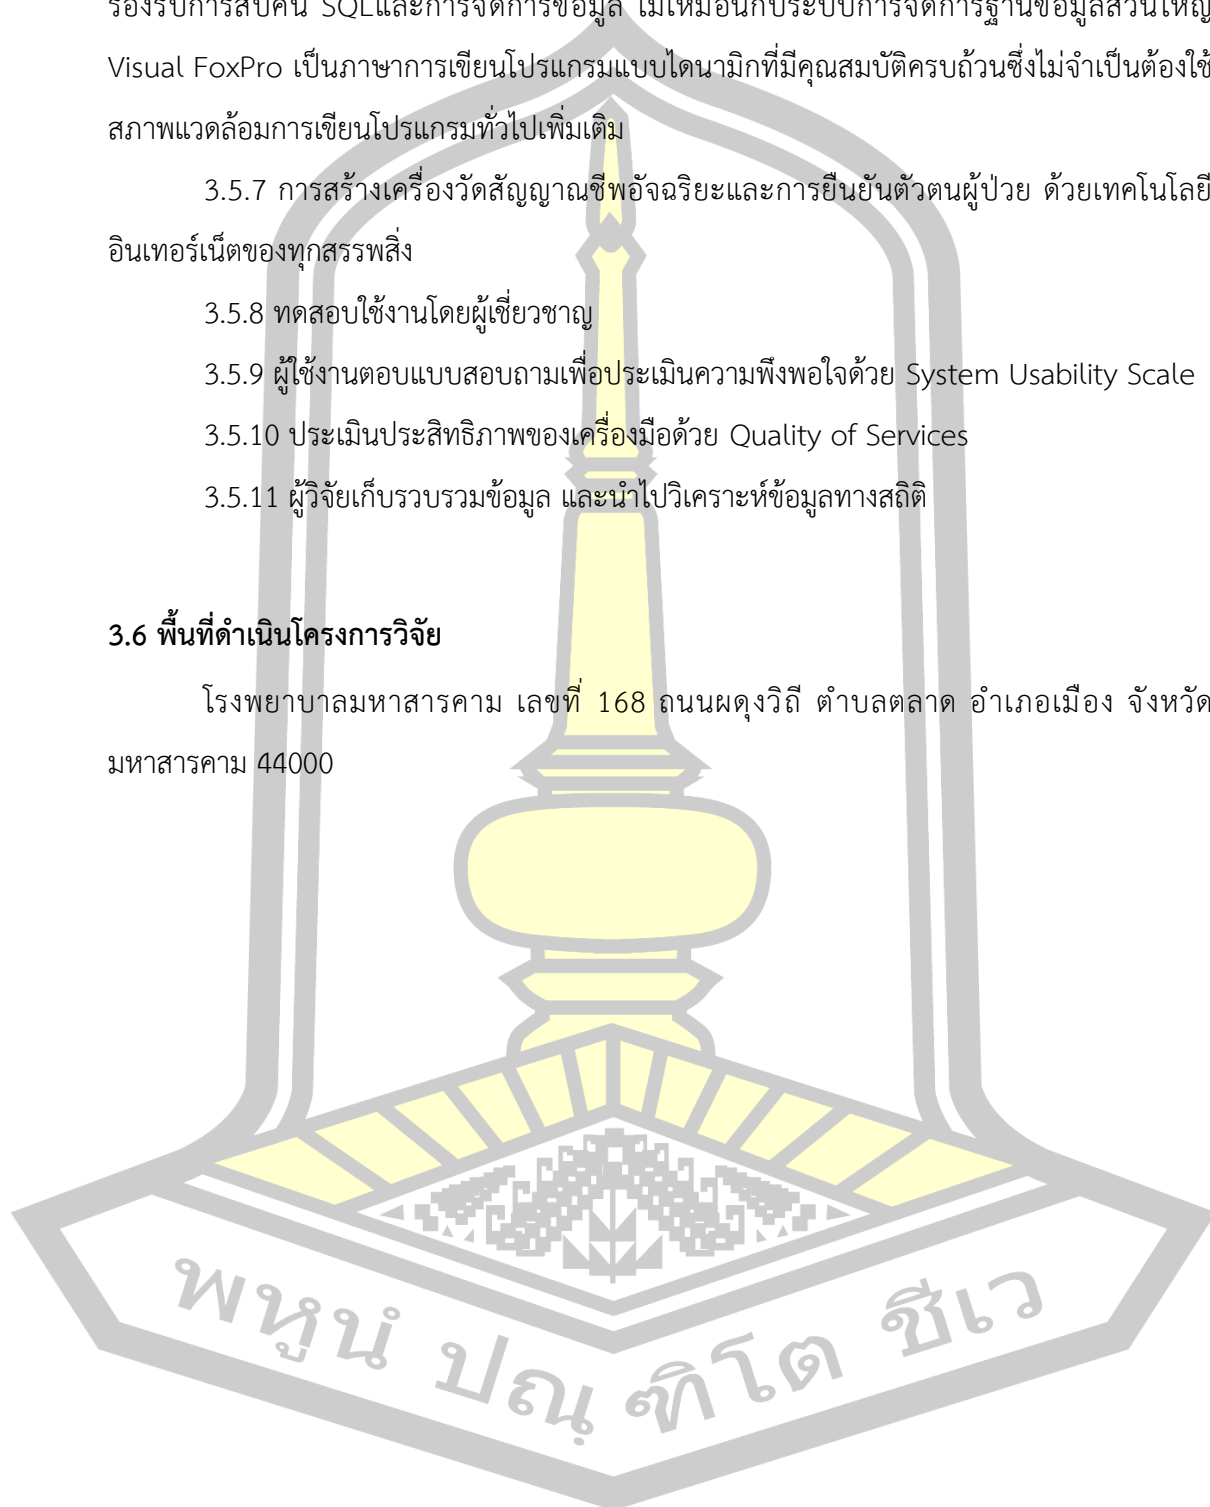 รองรับการสืบค้น SQLและการจัดการข้อมูล ไม่เหมือนกับระบบการจัดการฐานข้อมูลส่วนใหญ่
Visual FoxPro เป็นภาษาการเขียนโปรแกรมแบบไดนามิกที่มีคุณสมบัติครบถ้วนซึ่งไม่จำเป็นต้องใช้
สภาพแวดล้อมการเขียนโปรแกรมทั่วไปเพิ่มเติม
3.5.7 การสร้างเครื่องวัดสัญญาณชีพอัจฉริยะและการยืนยันตัวตนผู้ป่วย ด้วยเทคโนโลยี
อินเทอร์เน็ตของทุกสรรพสิ่ง
3.5.8 ทดสอบใช้งานโดยผู้เชี่ยวชาญ
3.5.9 ผู้ใช้งานตอบแบบสอบถามเพื่อประเมินความพึงพอใจด้วย System Usability Scale
3.5.10 ประเมินประสิทธิภาพของเครื่องมือด้วย Quality of Services
3.5.11 ผู้วิจัยเก็บรวบรวมข้อมูล และนำไปวิเคราะห์ข้อมูลทางสถิติ
3.6 พื้นที่ดำเนินโครงการวิจัย
โรงพยาบาลมหาสารคาม เลขที่ 168 ถนนผดุงวิถี ตำบลตลาด อำเภอเมือง จังหวัด
มหาสารคาม 44000
พหูนํ ปณฺฑิโต ชีเว